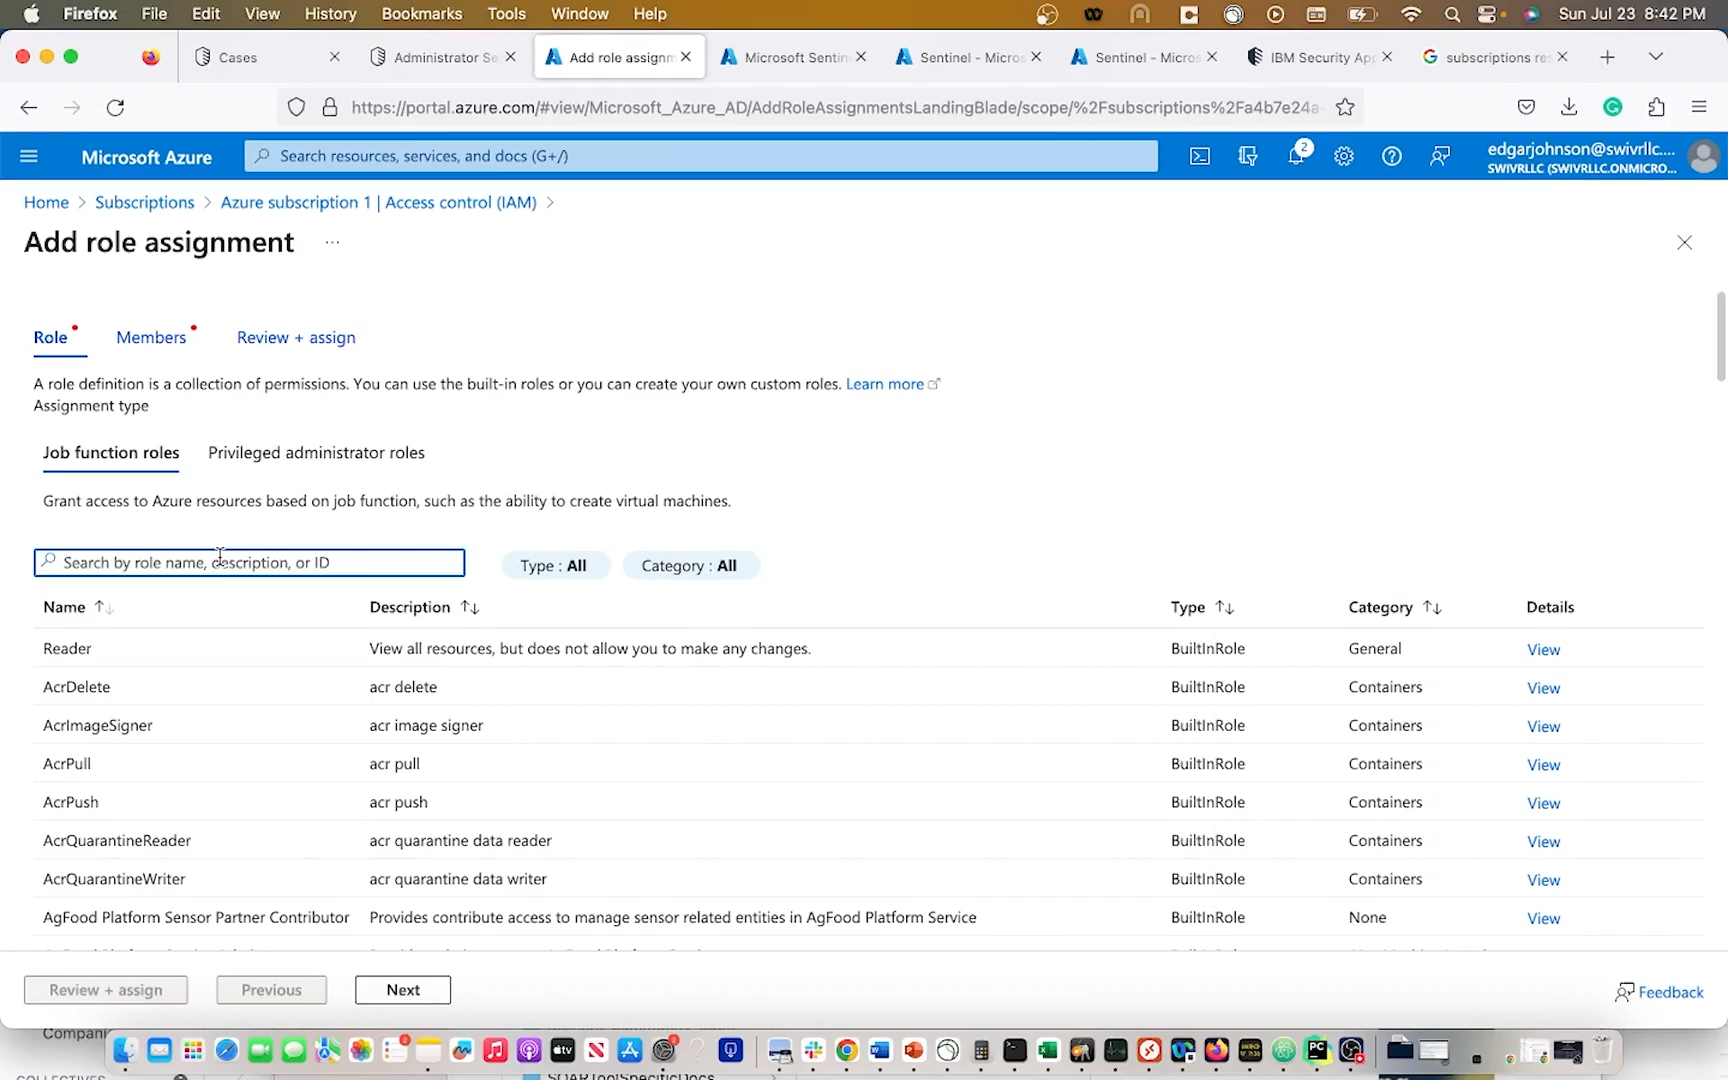 Firefox File Edit View History Bookmarks Tools Window Help Sun Jul 23 8:42 PM
Cases Administrator Se Add role assignm Microsoft Sentin Sentinel - Micros Sentinel - Micros IBM Security Ap subscriptions re
https://portal.azure.com/#view/Microsoft_Azure_AD/AddRoleAssignmentsLandingBlade/scope/%2Fsubscriptions%2Fa4b7e24a-
Microsoft Azure Search resources, services, and docs (G+/) 2 edgarjohnson@swivrllc....
SWIVRLLC (SWIVRLLC.ONMICRO...
Home > Subscriptions > Azure subscription 1 | Access control (IAM) >
Add role assignment ...
Role Members Review + assign
A role definition is a collection of permissions. You can use the built-in roles or you can create your own custom roles. Learn more
Assignment type
Job function roles Privileged administrator roles
Grant access to Azure resources based on job function, such as the ability to create virtual machines.
Search by role name, description, or ID Type : All Category : All
Name Description Type Category Details
Reader View all resources, but does not allow you to make any changes. BuiltInRole General View
AcrDelete acr delete BuiltInRole Containers View
AcrImageSigner acr image signer BuiltInRole Containers View
AcrPull acr pull BuiltInRole Containers View
AcrPush acr push BuiltInRole Containers View
AcrQuarantineReader acr quarantine data reader BuiltInRole Containers View
AcrQuarantineWriter acr quarantine data writer BuiltInRole Containers View
AgFood Platform Sensor Partner Contributor Provides contribute access to manage sensor related entities in AgFood Platform Service BuiltInRole None View
Review + assign Previous Next Feedback
Compani